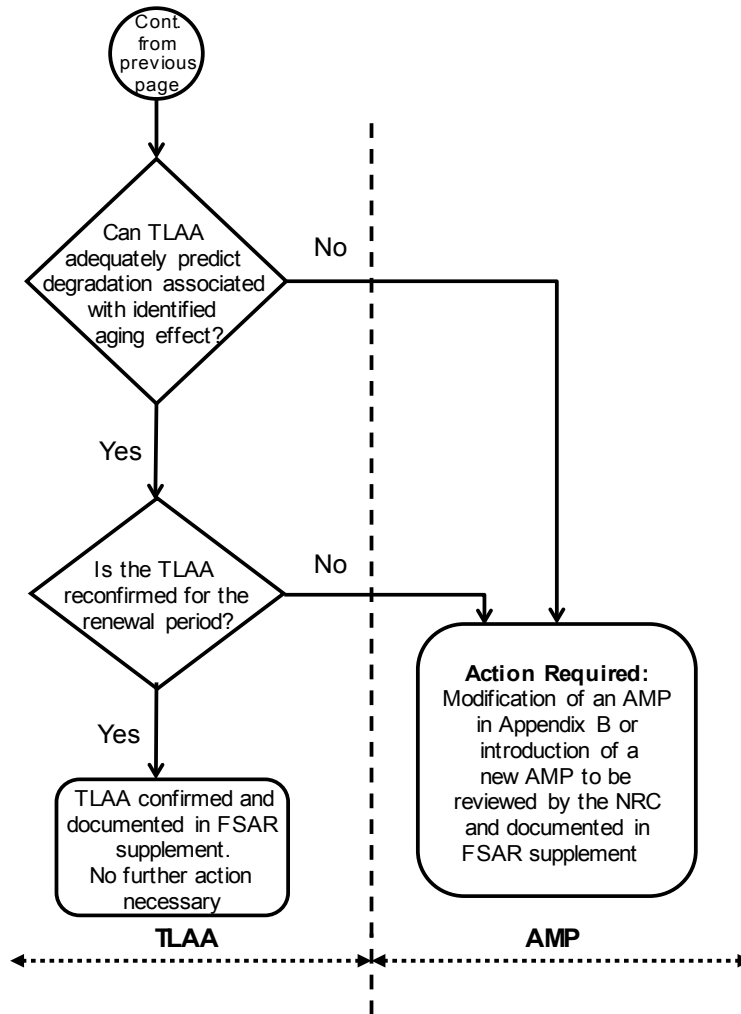 Cont.
from
previous
page
Can TLAA
adequately predict
degradation associated
with identified
aging effect?
No
Yes
Is the TLAA
reconfirmed for the
renewal period?
No
Yes
Action Required:
Modification of an AMP
in Appendix B or
introduction of a
new AMP to be
reviewed by the NRC
and documented in
FSAR supplement
TLAA confirmed and
documented in FSAR
supplement.
No further action
necessary
TLAA
AMP